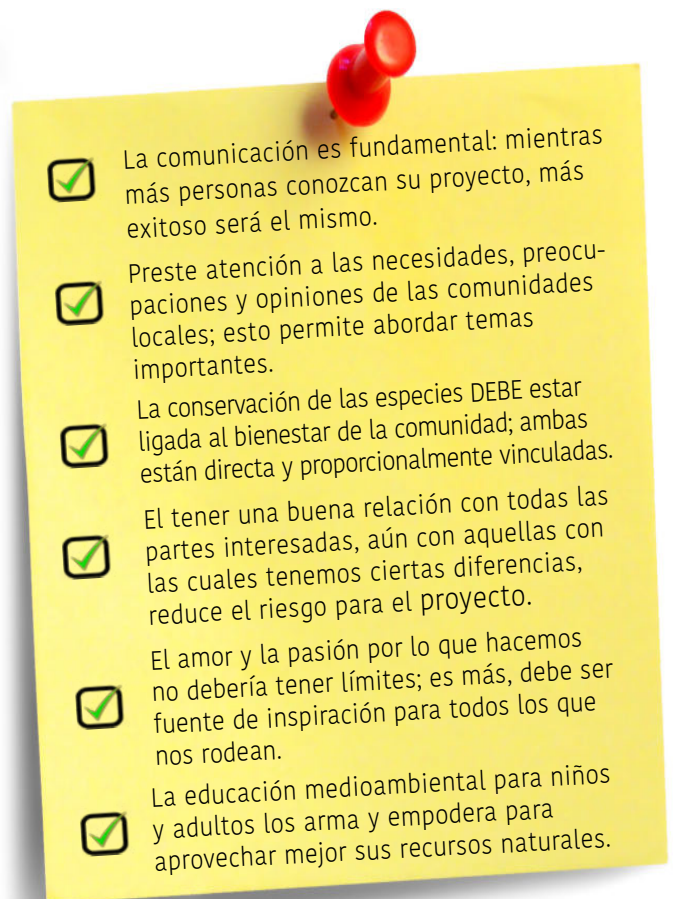 La comunicación es fundamental: mientras
más personas conozcan su proyecto, más
exitoso será el mismo.
Preste atención a las necesidades, preocu-
paciones y opiniones de las comunidades
locales; esto permite abordar temas
importantes.
La conservación de las especies DEBE estar
ligada al bienestar de la comunidad; ambas
están directa y proporcionalmente vinculadas.
El tener una buena relación con todas las
partes interesadas, aún con aquellas con
las cuales tenemos ciertas diferencias,
reduce el riesgo para el proyecto.
El amor y la pasión por lo que hacemos
no debería tener límites; es más, debe ser
fuente de inspiración para todos los que
nos rodean.
La educación medioambiental para niños
y adultos los arma y empodera para
aprovechar mejor sus recursos naturales.